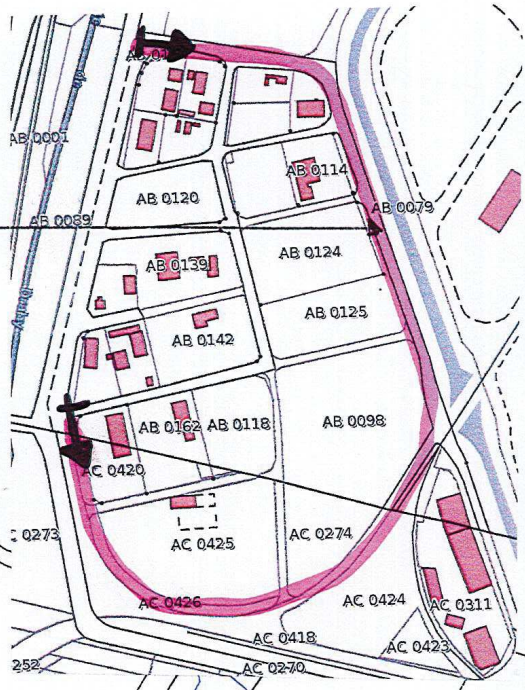 AB 0001
AB 0114
AB 0120
AB 0089
AB 0079
AB 0139
AB 0124
AB 0125
AB 0142
AB 0162
AB 0118
AB 0098
AC 0420
0273
AC 0425
AC 0274
AC 0426
AC 0424
AC 0311
AC 0418
AC 0423
252
AC 0270